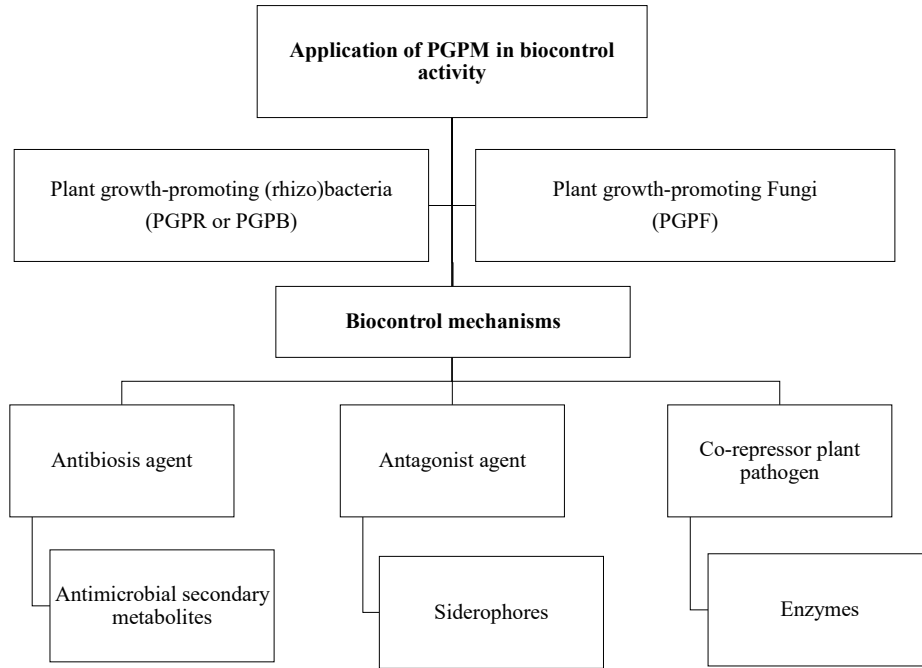 Application of PGPM in biocontrol
activity
Plant growth-promoting (rhizo)bacteria
(PGPR or PGPB)
Plant growth-promoting Fungi
(PGPF)
Biocontrol mechanisms
Antibiosis agent
Antagonist agent
Co-repressor plant
pathogen
Antimicrobial secondary
metabolites
Siderophores
Enzymes